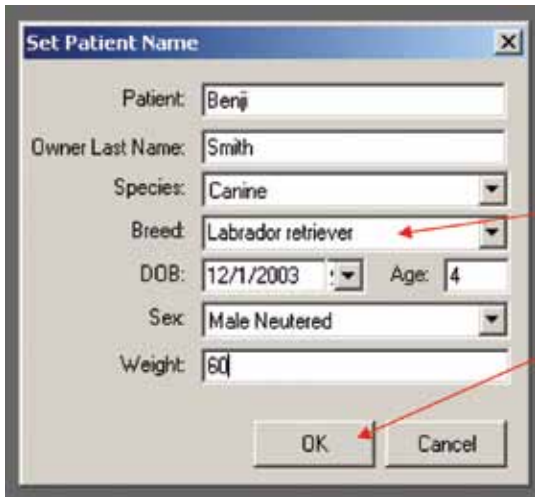 Set Patient Name
Patient: Benji
Owner Last Name: Smith
Species: Canine
Breed: Labrador retriever
DOB: 12/1/2003 Age: 4
Sex: Male Neutered
Weight: 60
OK Cancel